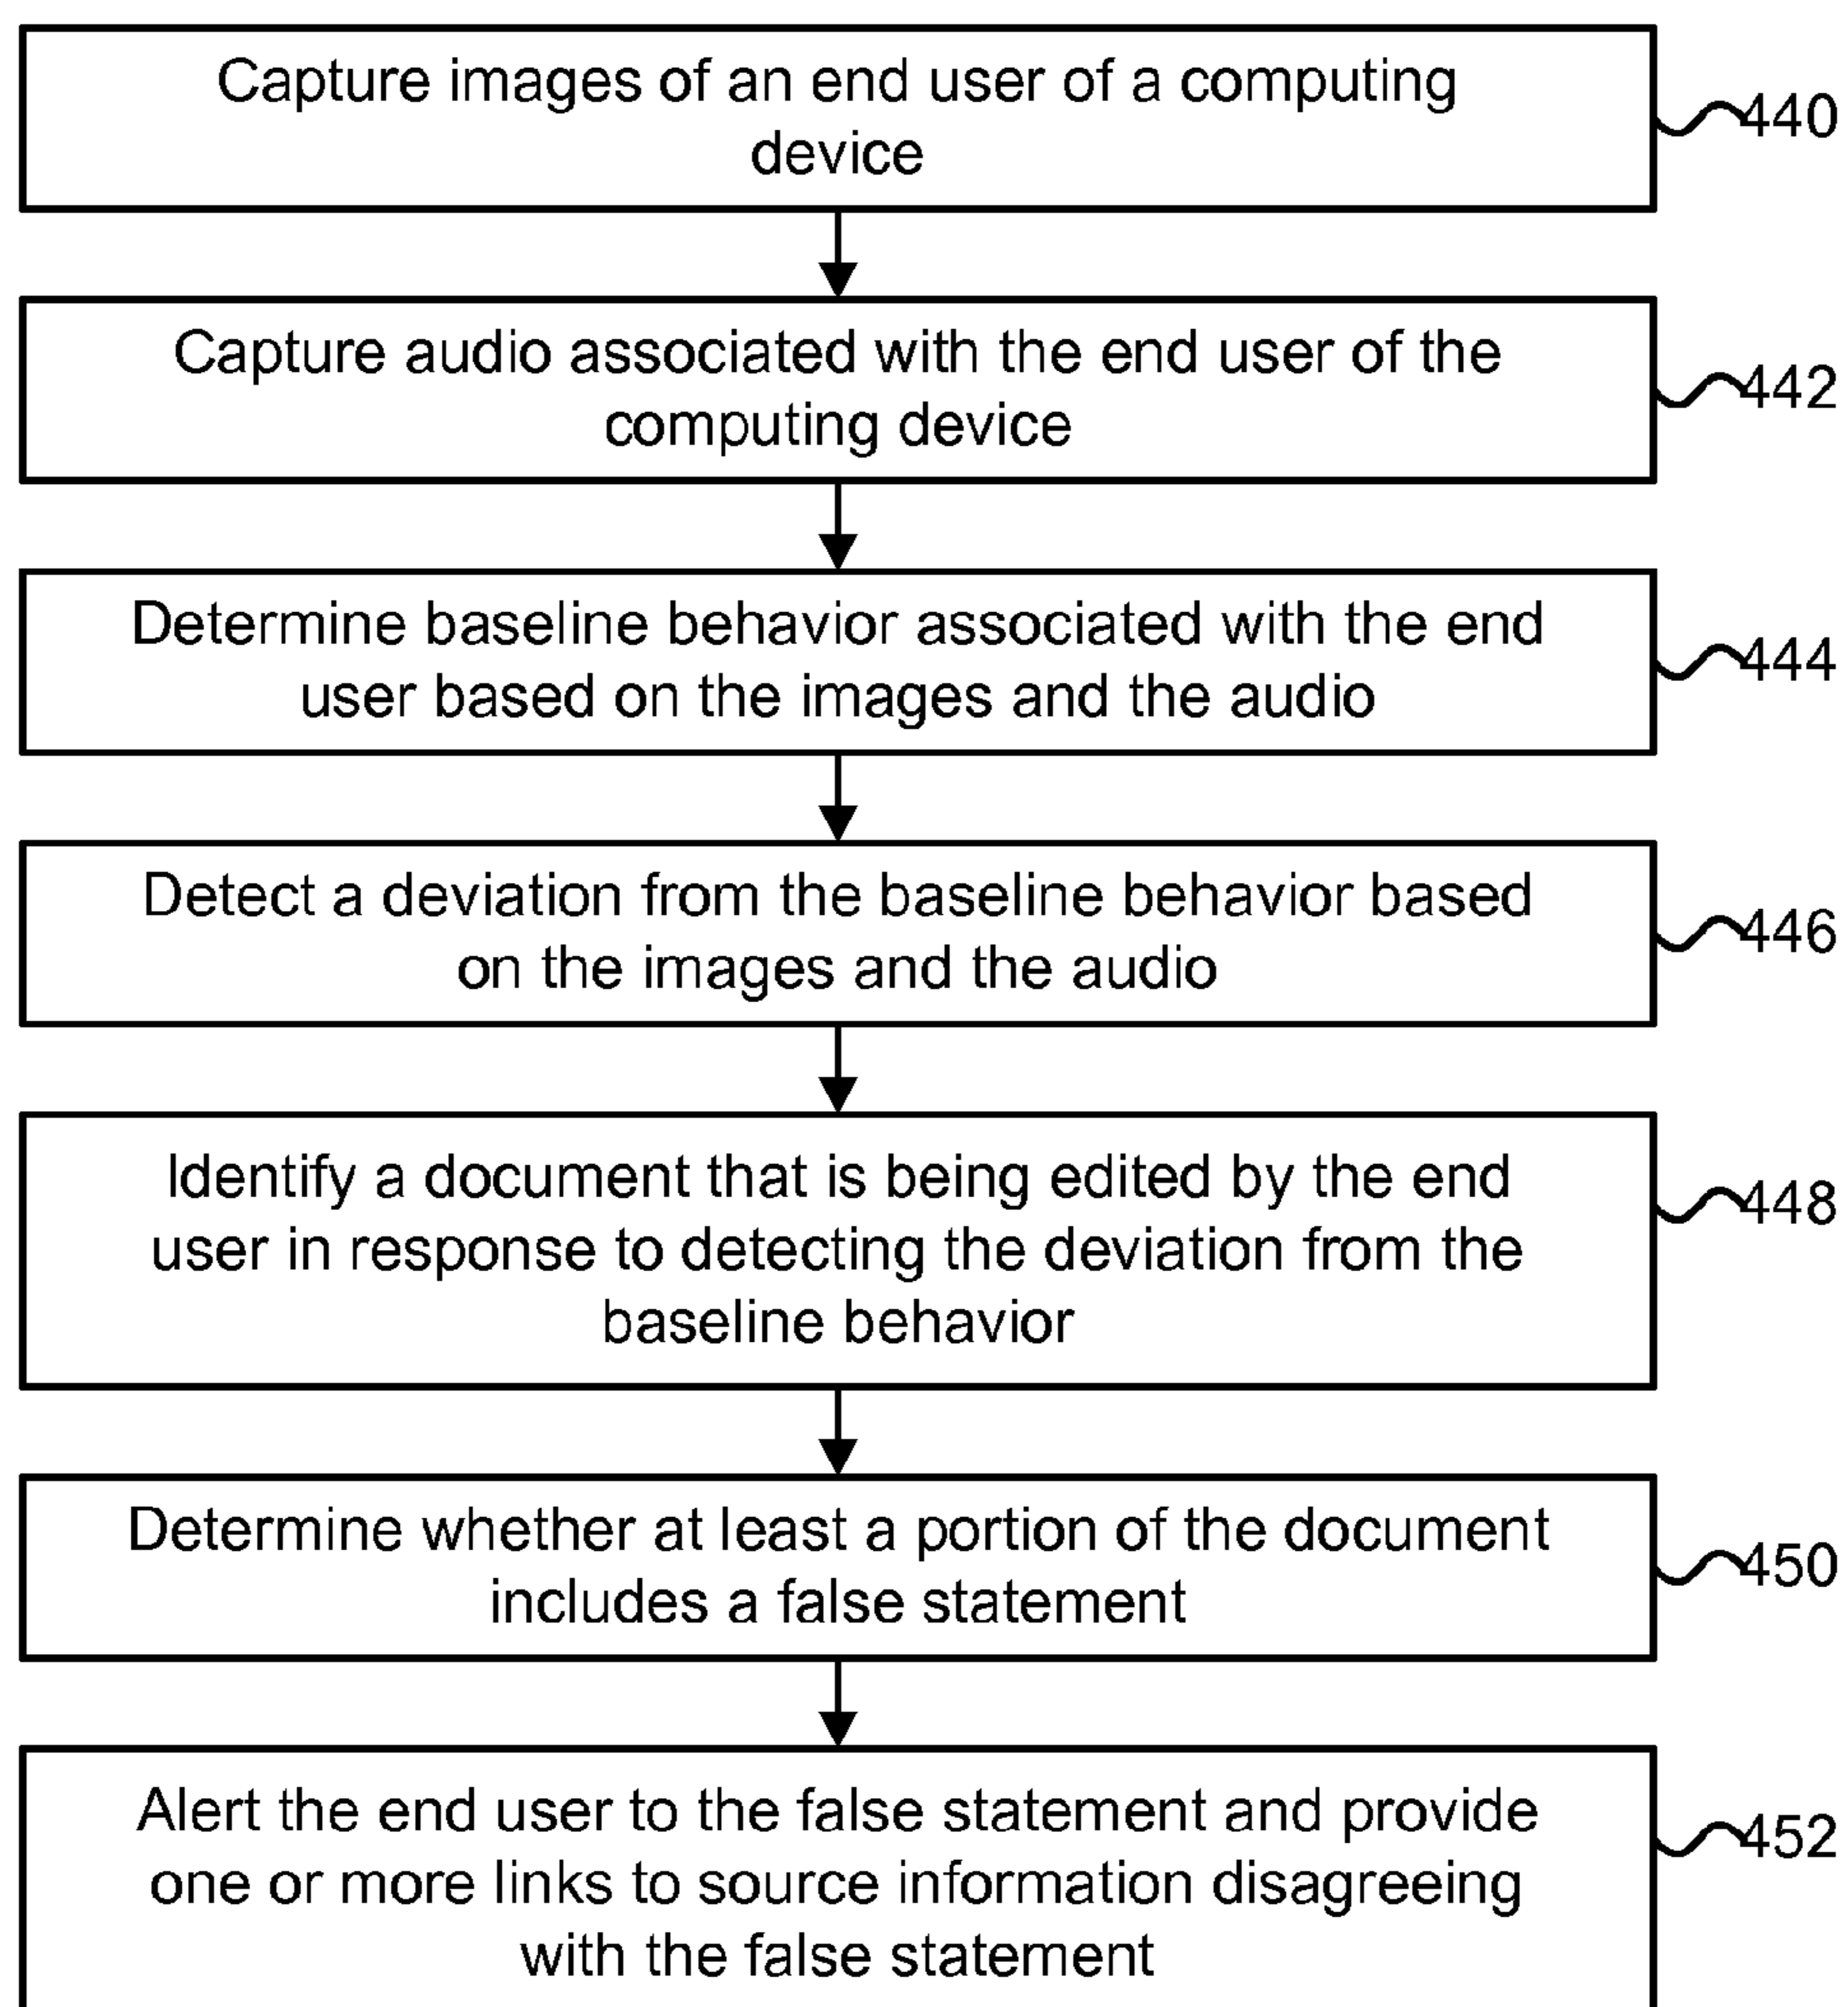 Capture images of an end user of a computing
device
440
Capture audio associated with the end user of the
computing device
442
Determine baseline behavior associated with the end
user based on the images and the audio
444
Detect a deviation from the baseline behavior based
on the images and the audio
446
Identify a document that is being edited by the end
user in response to detecting the deviation from the
baseline behavior
448
Determine whether at least a portion of the document
includes a false statement
450
Alert the end user to the false statement and provide
one or more links to source information disagreeing
with the false statement
452